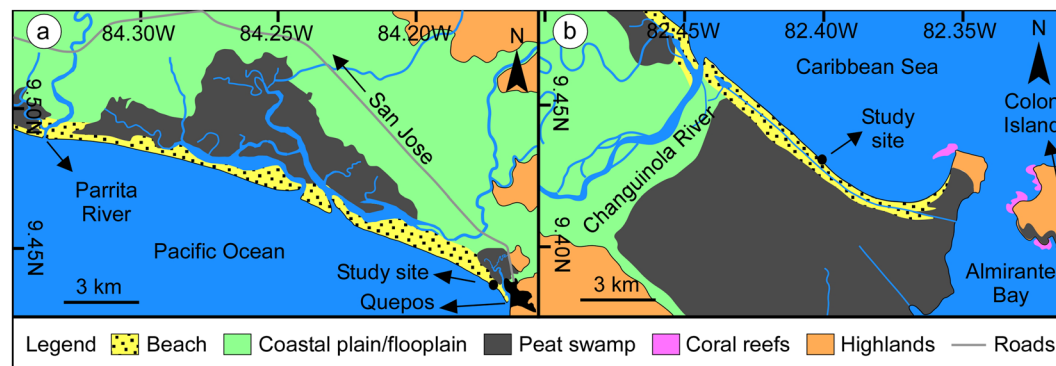 a
84.30W
84.25W
84.20W
N
9.50N
San Jose
Parrita
River
9.45N
Pacific Ocean
Study site
Quepos
3 km
b
82.45W
82.40W
82.35W
N
Caribbean Sea
9.45N
Colon
Island
Study
site
Changuinola River
9.40N
Almirante
Bay
3 km
Legend Beach Coastal plain/flooplain Peat swamp Coral reefs Highlands Roads